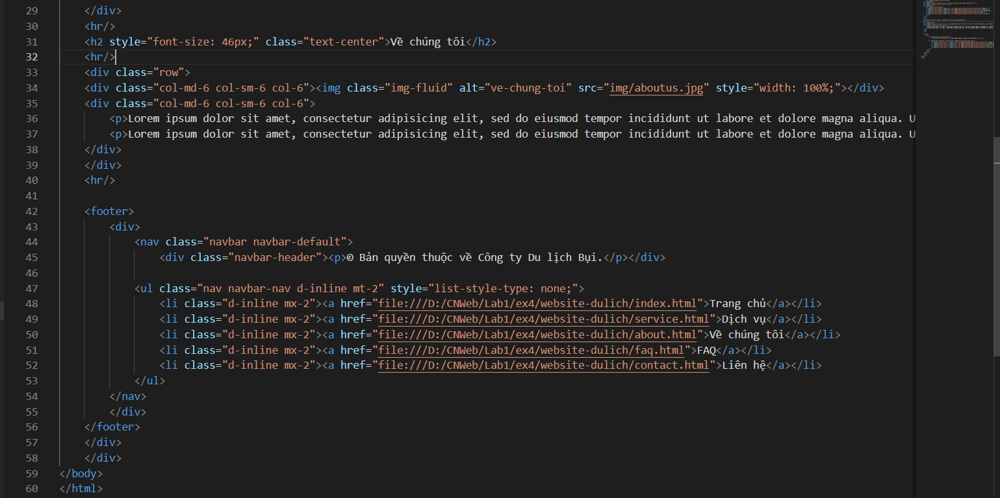 29 </div>
30 <hr/>
31 <h2 style="font-size: 46px;" class="text-center">Về chúng tôi</h2>
32 <hr/>
33 <div class="row">
34 <div class="col-md-6 col-sm-6 col-6"><img class="img-fluid" alt="ve-chung-toi" src="img/aboutus.jpg" style="width: 100%;"></div>
35 <div class="col-md-6 col-sm-6 col-6">
36 <p>Lorem ipsum dolor sit amet, consectetur adipisicing elit, sed do eiusmod tempor incididunt ut labore et dolore magna aliqua. U
37 <p>Lorem ipsum dolor sit amet, consectetur adipisicing elit, sed do eiusmod tempor incididunt ut labore et dolore magna aliqua. U
38 </div>
39 </div>
40 <hr/>
41
42 <footer>
43 <div>
44 <nav class="navbar navbar-default">
45 <div class="navbar-header"><p>© Bản quyền thuộc về Công ty Du lịch Bụi.</p></div>
46
47 <ul class="nav navbar-nav d-inline mt-2" style="list-style-type: none;">
48 <li class="d-inline mx-2"><a href="file:///D:/CNWeb/Lab1/ex4/website-dulich/index.html">Trang chủ</a></li>
49 <li class="d-inline mx-2"><a href="file:///D:/CNWeb/Lab1/ex4/website-dulich/service.html">Dịch vụ</a></li>
50 <li class="d-inline mx-2"><a href="file:///D:/CNWeb/Lab1/ex4/website-dulich/about.html">Về chúng tôi</a></li>
51 <li class="d-inline mx-2"><a href="file:///D:/CNWeb/Lab1/ex4/website-dulich/faq.html">FAQ</a></li>
52 <li class="d-inline mx-2"><a href="file:///D:/CNWeb/Lab1/ex4/website-dulich/contact.html">Liên hệ</a></li>
53 </ul>
54 </nav>
55 </div>
56 </footer>
57 </div>
58 </div>
59 </body>
60 </html>